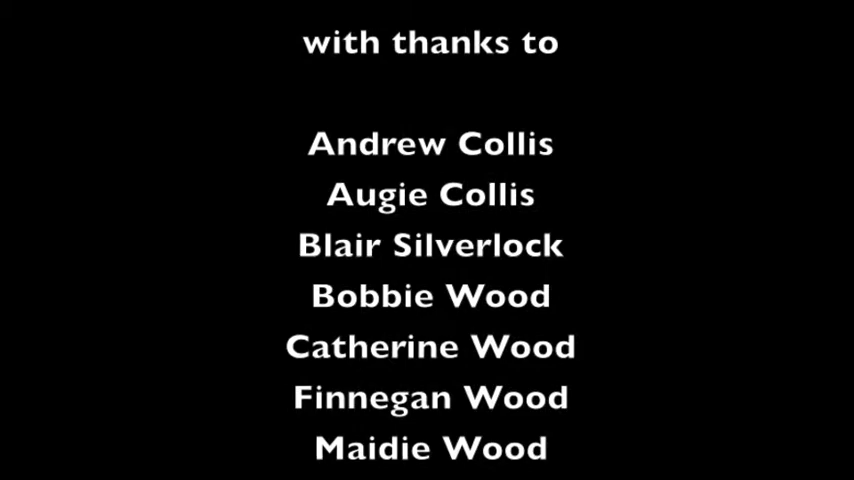 with thanks to
Andrew Collis
Augie Collis
Blair Silverlock
Bobbie Wood
Catherine Wood
Finnegan Wood
Maidie Wood